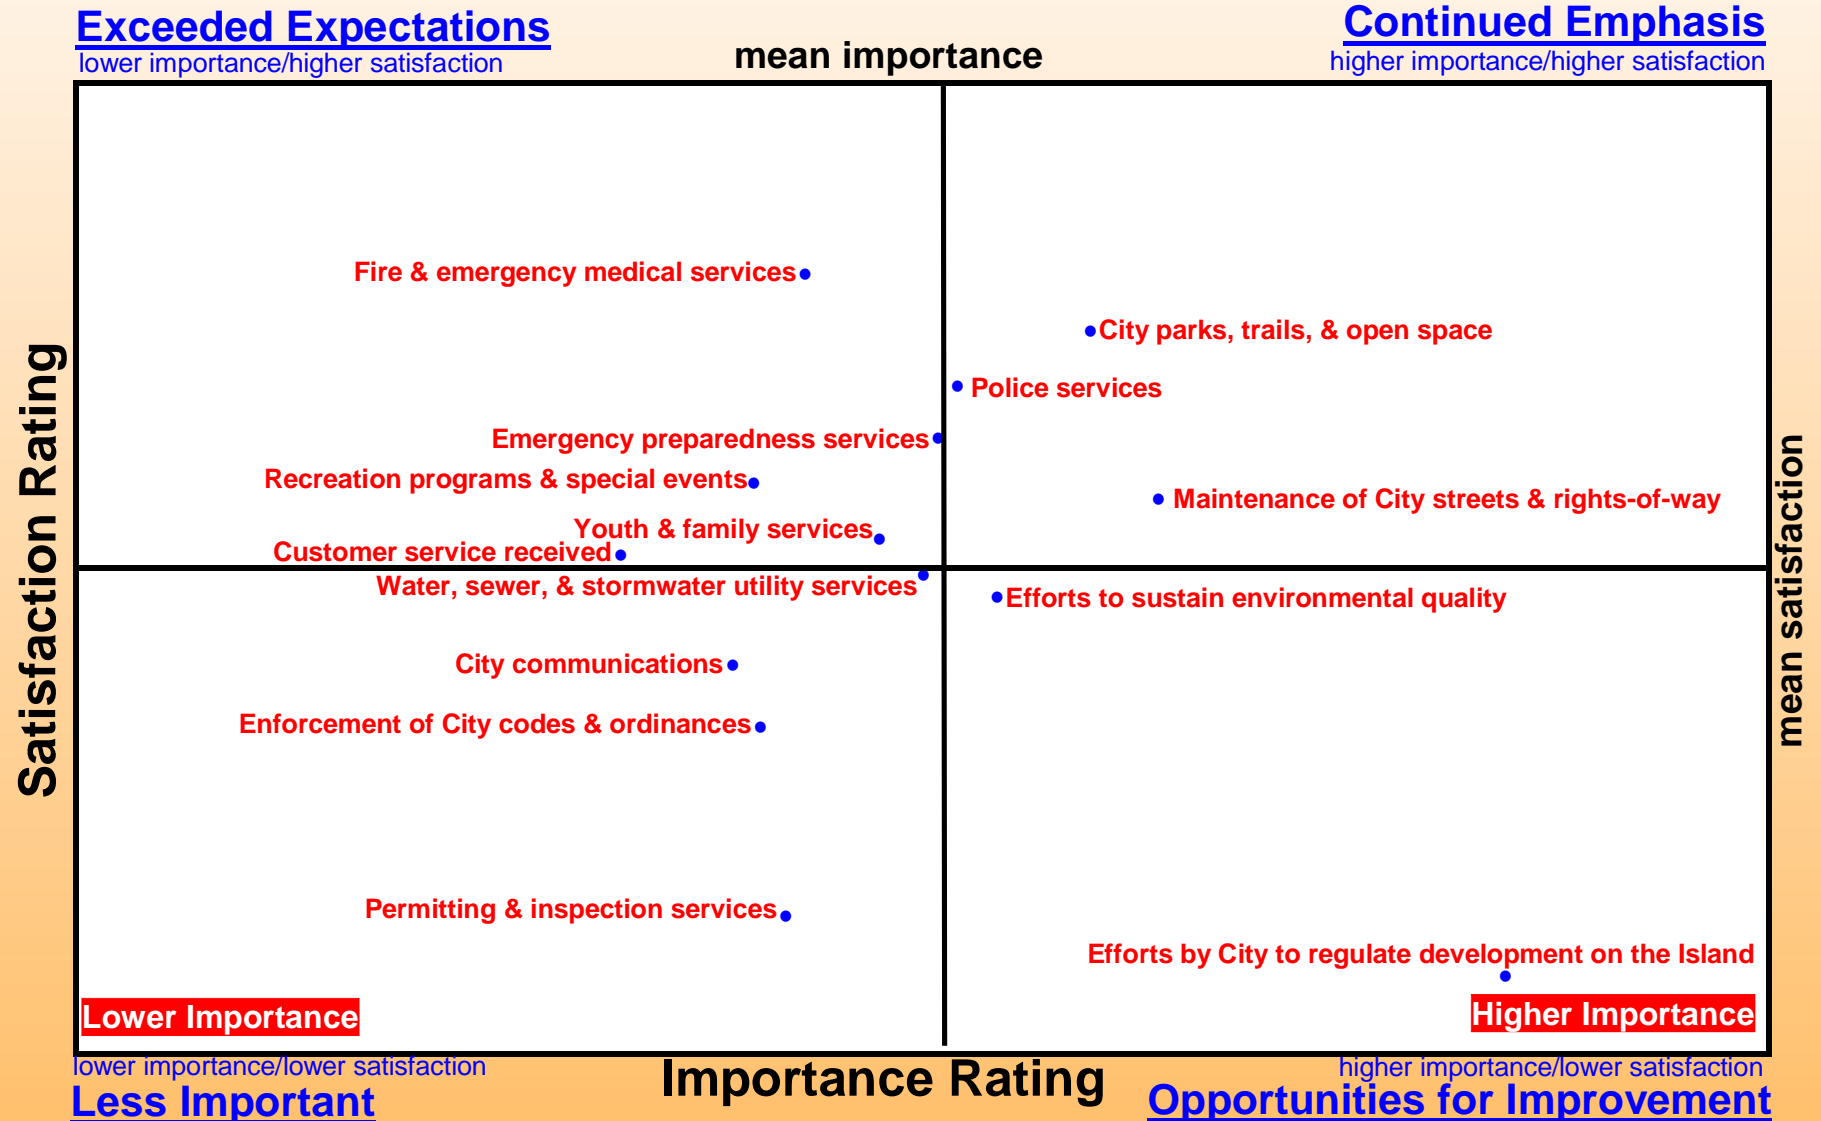 Exceeded Expectations
lower importance/higher satisfaction
mean importance
Continued Emphasis
higher importance/higher satisfaction
Fire & emergency medical services
City parks, trails, & open space
Police services
Emergency preparedness services
Recreation programs & special events
Maintenance of City streets & rights-of-way
Youth & family services
Customer service received
Water, sewer, & stormwater utility services
Efforts to sustain environmental quality
City communications
Enforcement of City codes & ordinances
Permitting & inspection services
Efforts by City to regulate development on the Island
Satisfaction Rating
mean satisfaction
Lower Importance
Higher Importance
lower importance/lower satisfaction
Less Important
Importance Rating
higher importance/lower satisfaction
Opportunities for Improvement